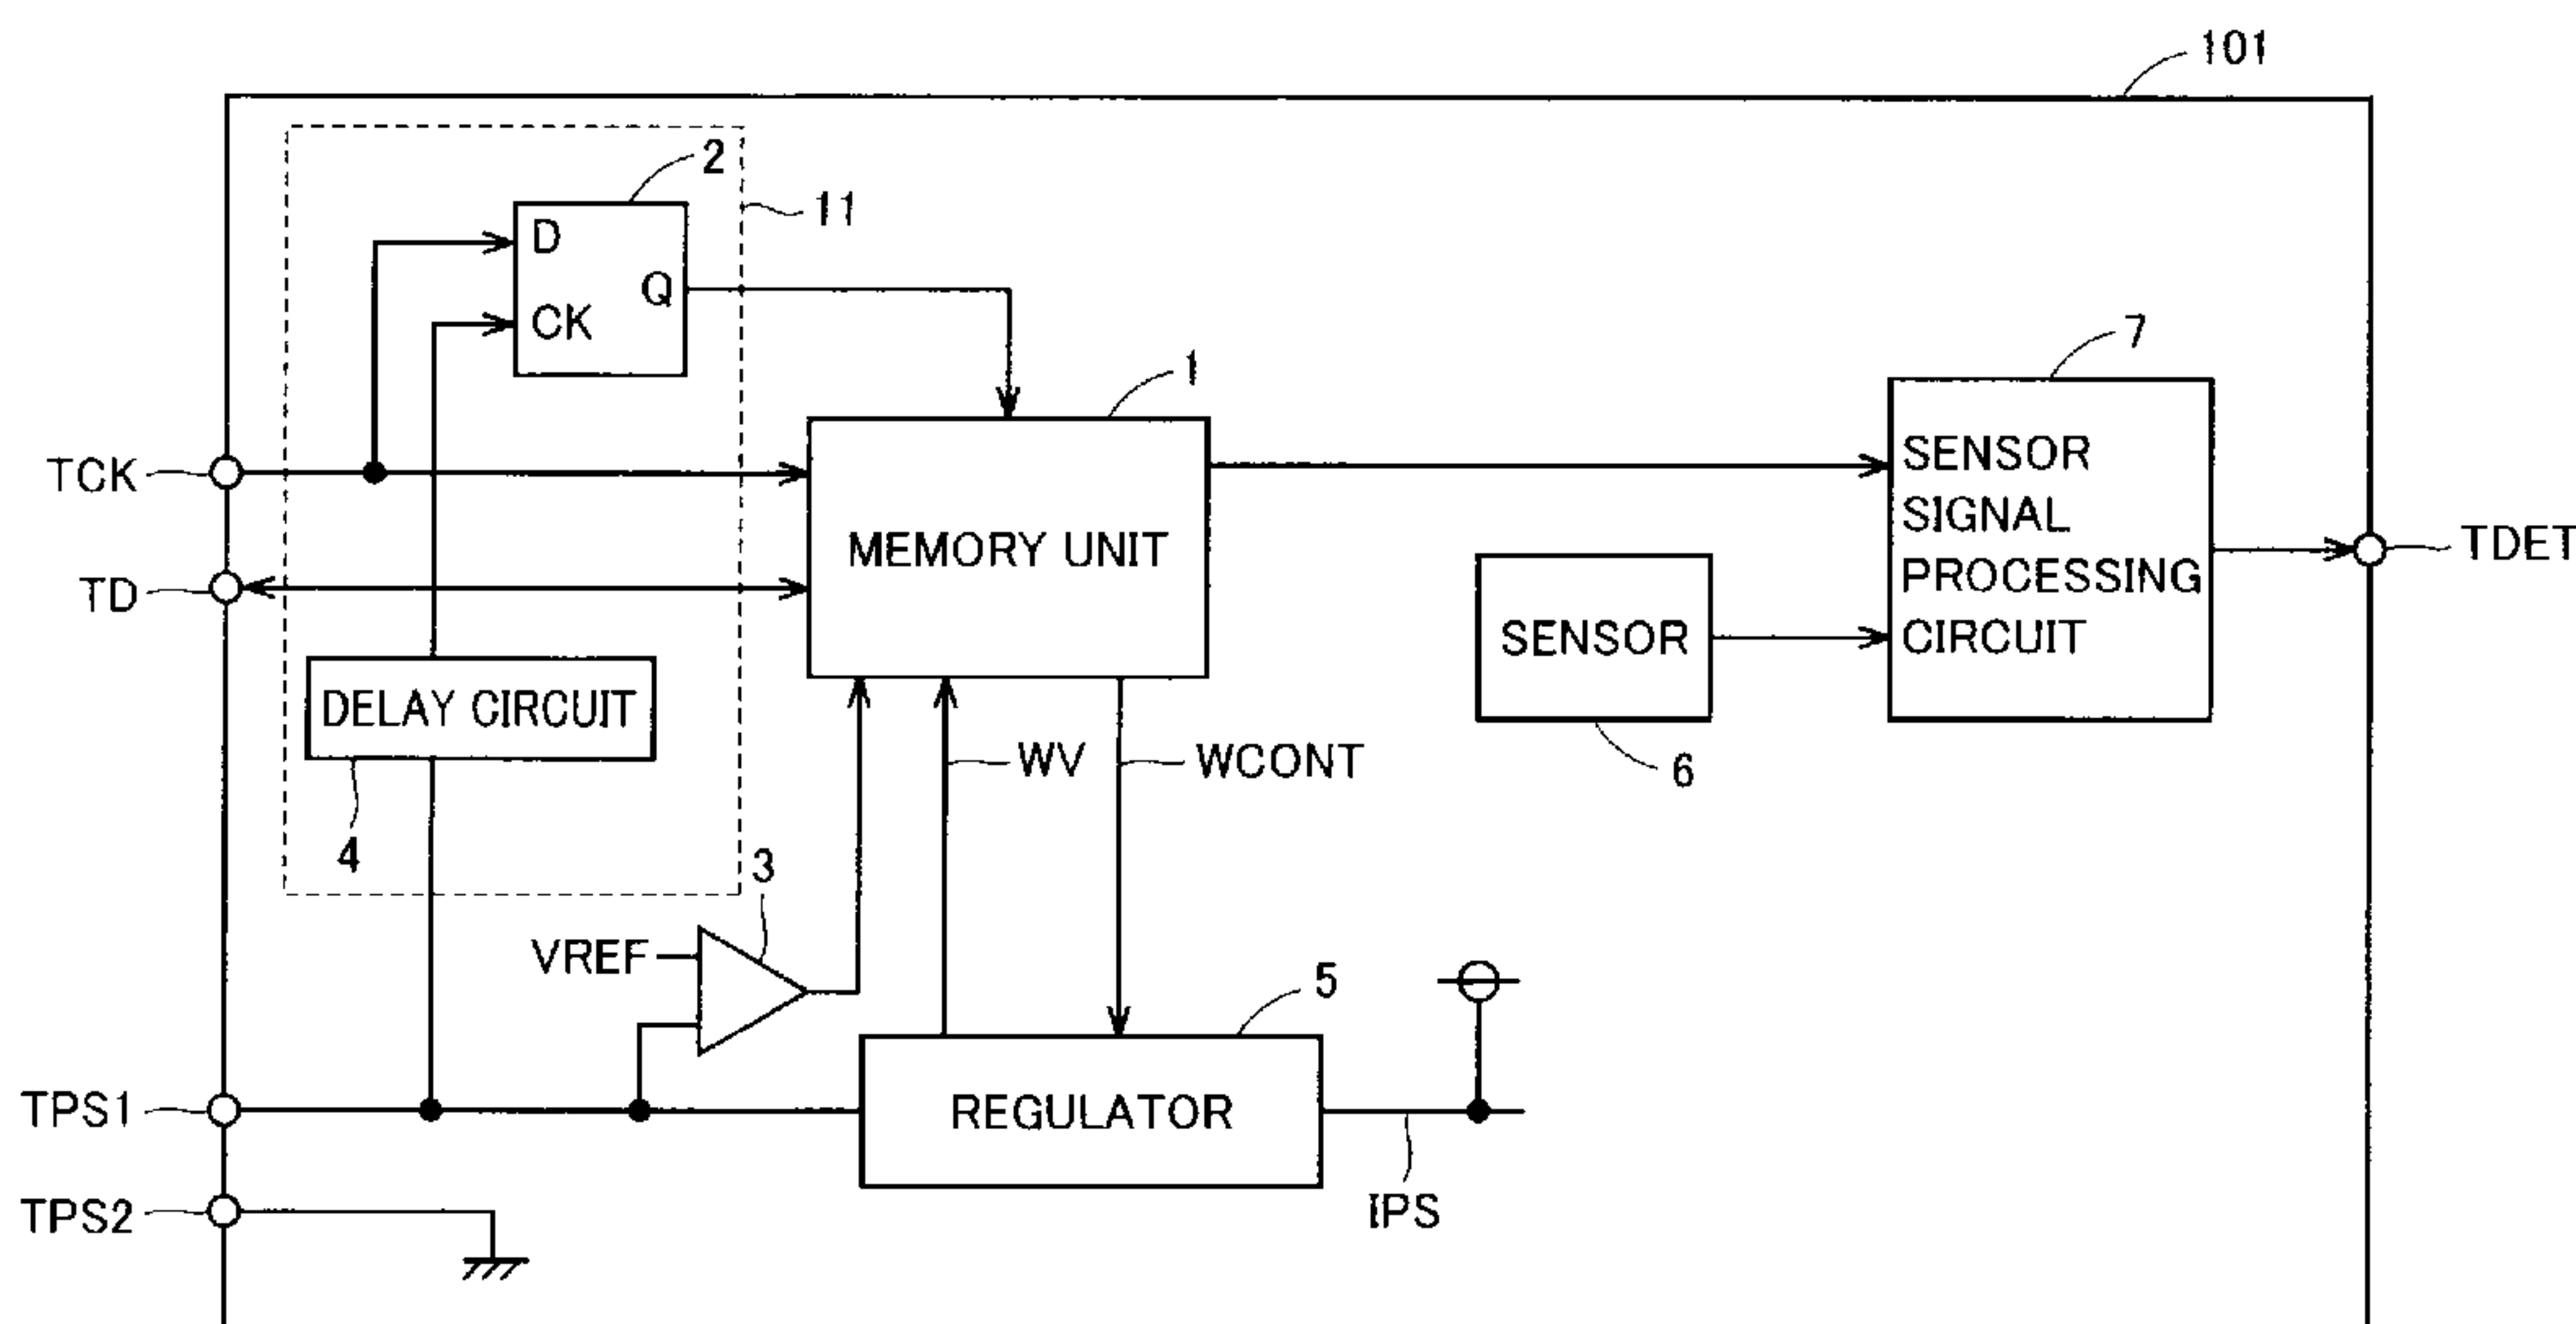 101
2
11
D
Q
CK
1
7
TCK
MEMORY UNIT
SENSOR
SIGNAL
PROCESSING
CIRCUIT
TDET
TD
SENSOR
6
DELAY CIRCUIT
4
WV
WCONT
3
VREF
5
TPS1
REGULATOR
IPS
TPS2